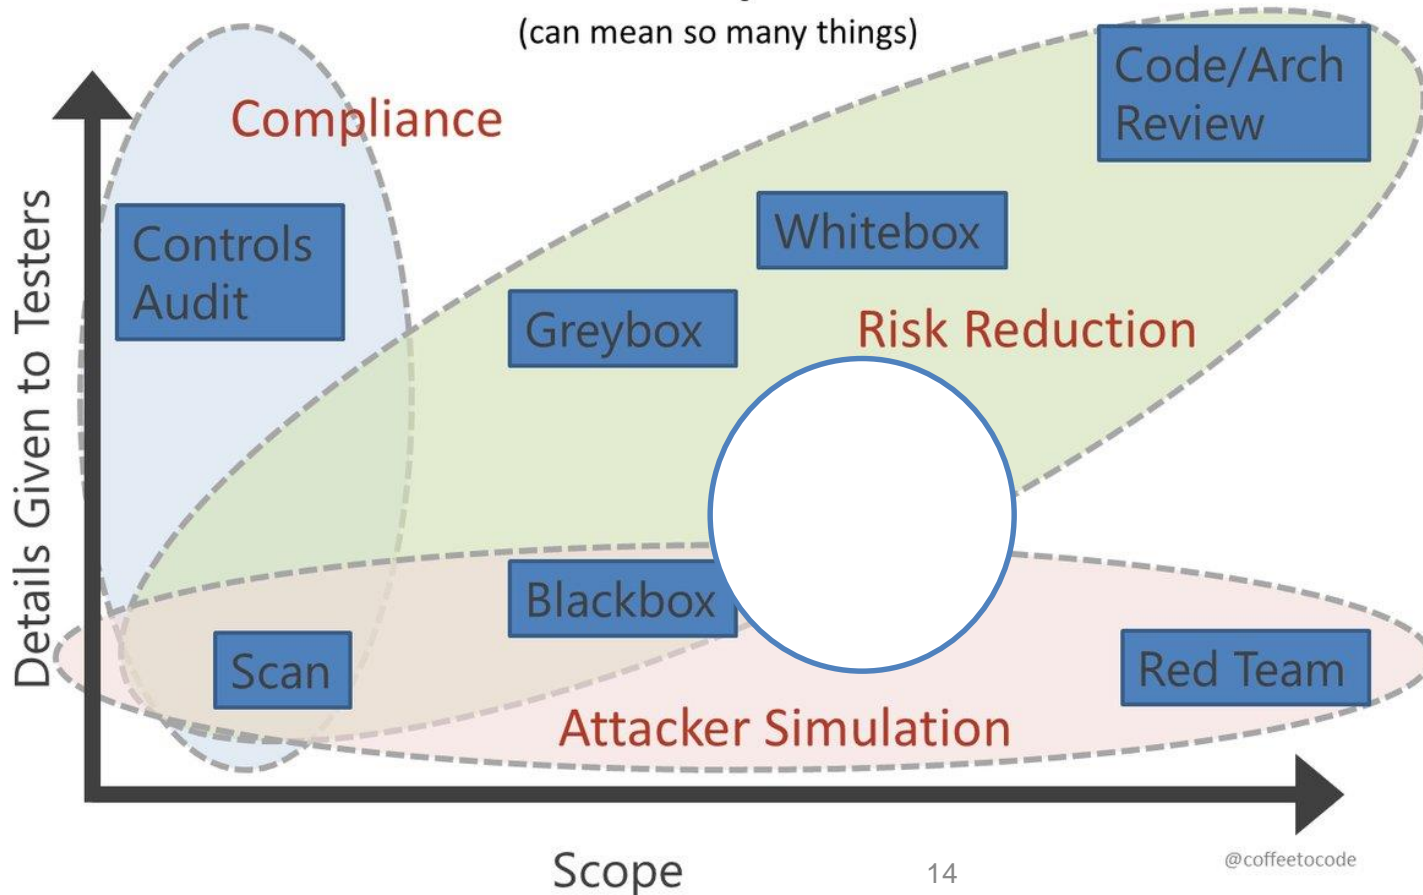 (can mean so many things)
Compliance
Code/Arch
Review
Whitebox
Controls
Audit
Greybox
Risk Reduction
Details Given to Testers
Blackbox
Scan
Red Team
Attacker Simulation
Scope
14
@coffeetocode